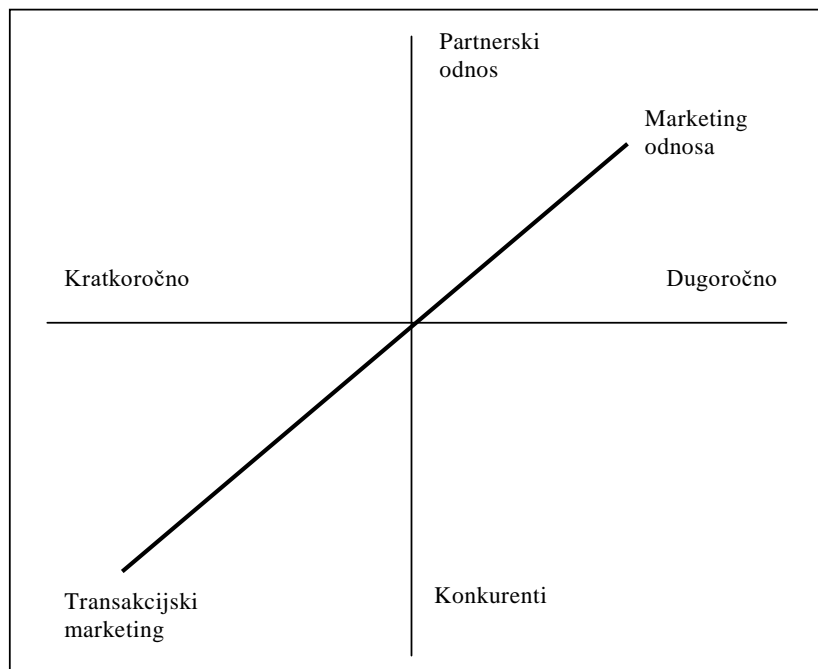 Partnerski
odnos
Marketing
odnosa
Kratkoročno
Dugoročno
Konkurenti
Transakcijski
marketing